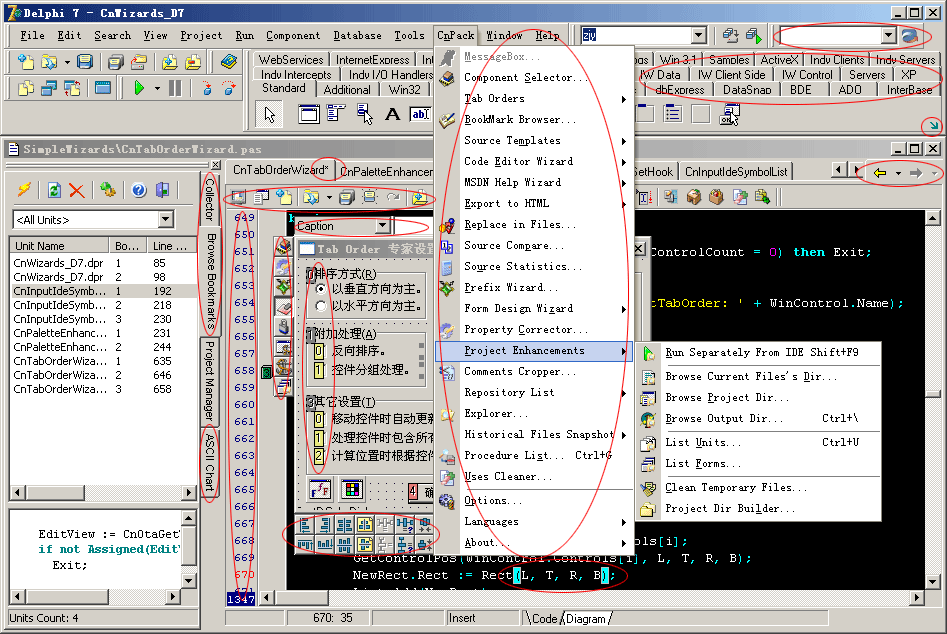 Delphi 7 - CnWizards_D7
File Edit Search View Project Run Component Database Tools CnPack Window Help
zjy
WebServices InternetExpress Win 3.1 Samples ActiveX Indy Clients Indy Servers
Indy Intercepts Indy I/O Handlers IW Data IW Client Side IW Control Servers XP
Standard Additional Win32 dbExpress DataSnap BDE ADO InterBase
SimpleWizards\CnTabOrderWizard.pas
CnTabOrderWizard* CnPaletteEnhancen SetHook CnInputIdeSymbolList
<All Units>
Unit Name Bo... Line ...
CnWizards_D7.dpr 1 85
CnWizards_D7.dpr 2 98
CnInputIdeSymb... 1 192
CnInputIdeSymb... 2 218
CnInputIdeSymb... 3 230
CnPaletteEnhanc... 1 231
CnPaletteEnhanc... 2 244
CnTabOrderWiza... 1 635
CnTabOrderWiza... 2 646
CnTabOrderWiza... 3 658
Collector
Browse Bookmarks
Project Manager
ASCII Chart
EditView := CnOtaGetT
if not Assigned(EditV
Exit;
Units Count: 4
649
650
651
652
653
654
655
656
657
658
659
660
661
662
663
664
665
666
667
668
669
670
1347
Caption
Tab Order 专家设置
排序方式(R)
以垂直方向为主。
以水平方向为主。
附加处理(A)
0 反向排序。
1 控件分组处理。
其它设置(T)
0 移动控件时自动更新
1 处理控件时包含所有
2 计算位置时根据控件
4 确
MessageBox...
Component Selector...
Tab Orders
BookMark Browser...
Source Templates
Code Editor Wizard
MSDN Help Wizard
Export to HTML
Replace in Files...
Source Compare...
Source Statistics...
Prefix Wizard...
Form Design Wizard
Property Corrector...
Project Enhancements
Comments Cropper...
Repository List
Explorer...
Historical Files Snapshot
Procedure List... Ctrl+G
Uses Cleaner...
Options...
Languages
About...
Run Separately From IDE Shift+F9
Browse Current Files's Dir...
Browse Project Dir...
Browse Output Dir... Ctrl+\
List Units... Ctrl+U
List Forms...
Clean Temporary Files...
Project Dir Builder...
ControlCount = 0) then Exit;
cTabOrder: ' + WinControl.Name);
ls[i];
GetControlPos(WinControl.Controls[i], L, T, R, B);
NewRect.Rect := Rect(L, T, R, B);
670: 35 Insert \Code Diagram